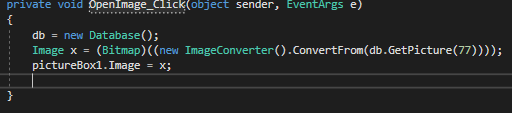 private void OpenImage_Click(object sender, EventArgs e)
{
db = new Database();
Image x = (Bitmap)((new ImageConverter().ConvertFrom(db.GetPicture(77))));
pictureBox1.Image = x;
}